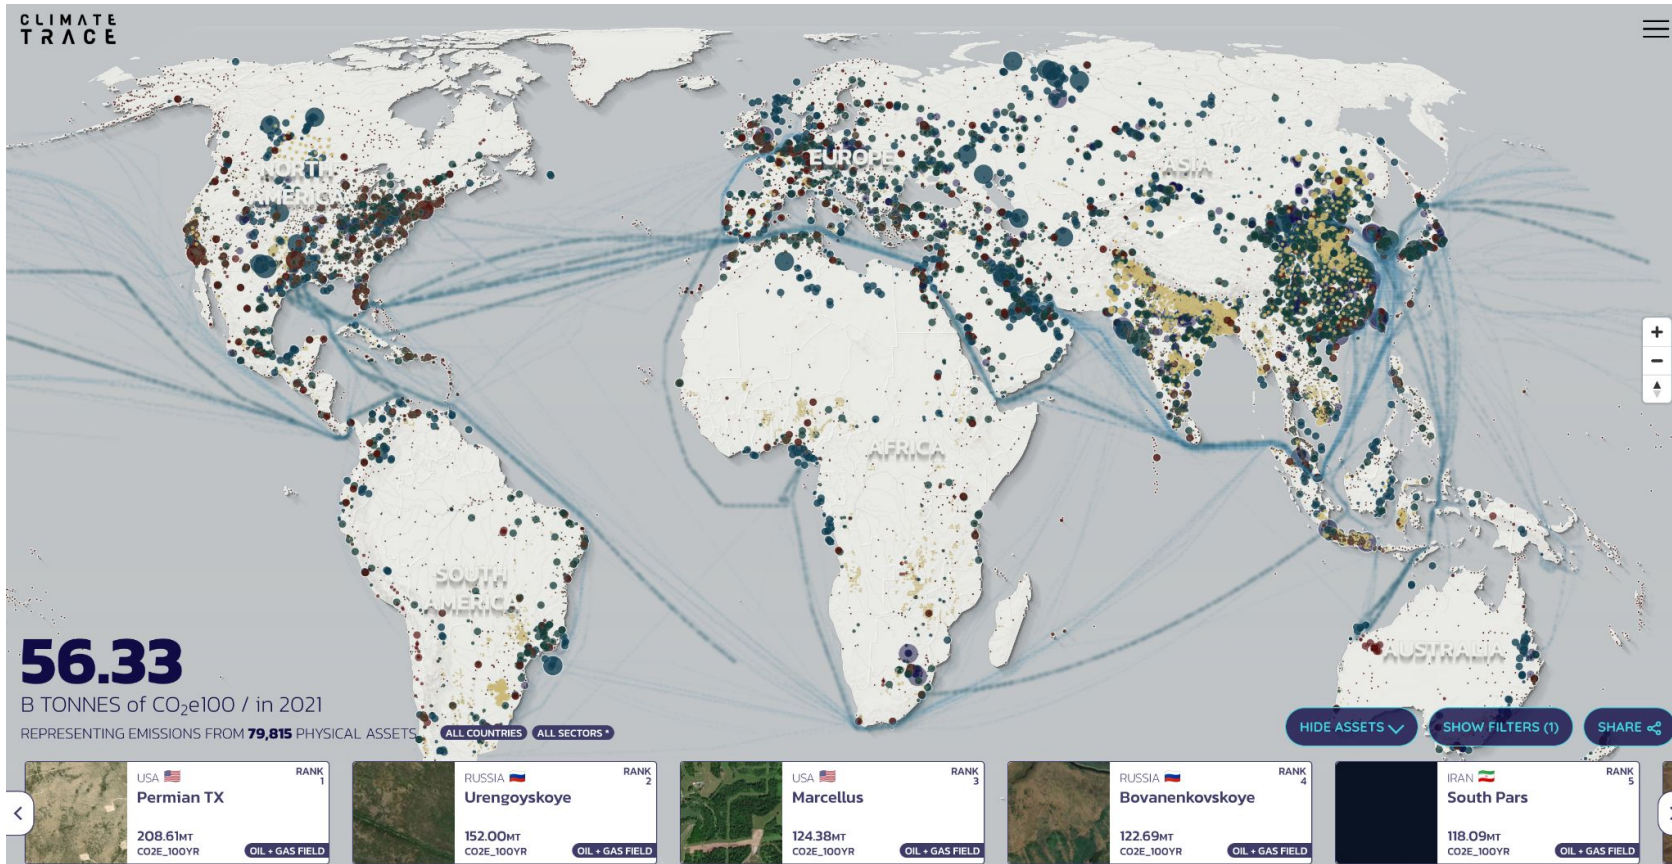 CLIMATE
TRACE
NORTH
AMERICA
EUROPE
ASIA
AFRICA
SOUTH
AMERICA
AUSTRALIA
56.33
B TONNES of CO₂e100 / in 2021
REPRESENTING EMISSIONS FROM 79,815 PHYSICAL ASSETS
ALL COUNTRIES
ALL SECTORS *
HIDE ASSETS
SHOW FILTERS (1)
SHARE
USA
RANK
1
Permian TX
208.61MT
CO2E_100YR
OIL + GAS FIELD
RUSSIA
RANK
2
Urengoyskoye
152.00MT
CO2E_100YR
OIL + GAS FIELD
USA
RANK
3
Marcellus
124.38MT
CO2E_100YR
OIL + GAS FIELD
RUSSIA
RANK
4
Bovanenkovskoye
122.69MT
CO2E_100YR
OIL + GAS FIELD
IRAN
RANK
5
South Pars
118.09MT
CO2E_100YR
OIL + GAS FIELD